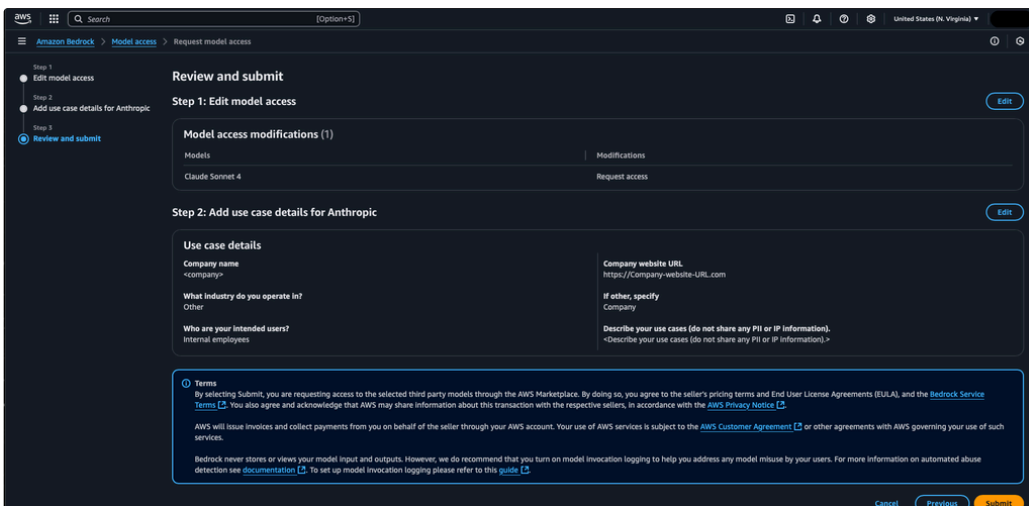 aws
Search
[Option+S]
United States (N. Virginia)
Amazon Bedrock > Model access > Request model access
Step 1
Edit model access
Step 2
Add use case details for Anthropic
Step 3
Review and submit
Review and submit
Step 1: Edit model access
Edit
Model access modifications (1)
Models
Modifications
Claude Sonnet 4
Request access
Step 2: Add use case details for Anthropic
Edit
Use case details
Company name
<company>
Company website URL
https://Company-website-URL.com
What industry do you operate in?
Other
If other, specify
Company
Who are your intended users?
Internal employees
Describe your use cases (do not share any PII or IP information).
<Describe your use cases (do not share any PII or IP information).>
Terms
By selecting Submit, you are requesting access to the selected third party models through the AWS Marketplace. By doing so, you agree to the seller's pricing terms and End User License Agreements (EULA), and the Bedrock Service
Terms. You also agree and acknowledge that AWS may share information about this transaction with the respective sellers, in accordance with the AWS Privacy Notice.
AWS will issue invoices and collect payments from you on behalf of the seller through your AWS account. Your use of AWS services is subject to the AWS Customer Agreement or other agreements with AWS governing your use of such
services.
Bedrock never stores or views your model input and outputs. However, we do recommend that you turn on model invocation logging to help you address any model misuse by your users. For more information on automated abuse
detection see documentation. To set up model invocation logging please refer to this guide.
Cancel
Previous
Submit